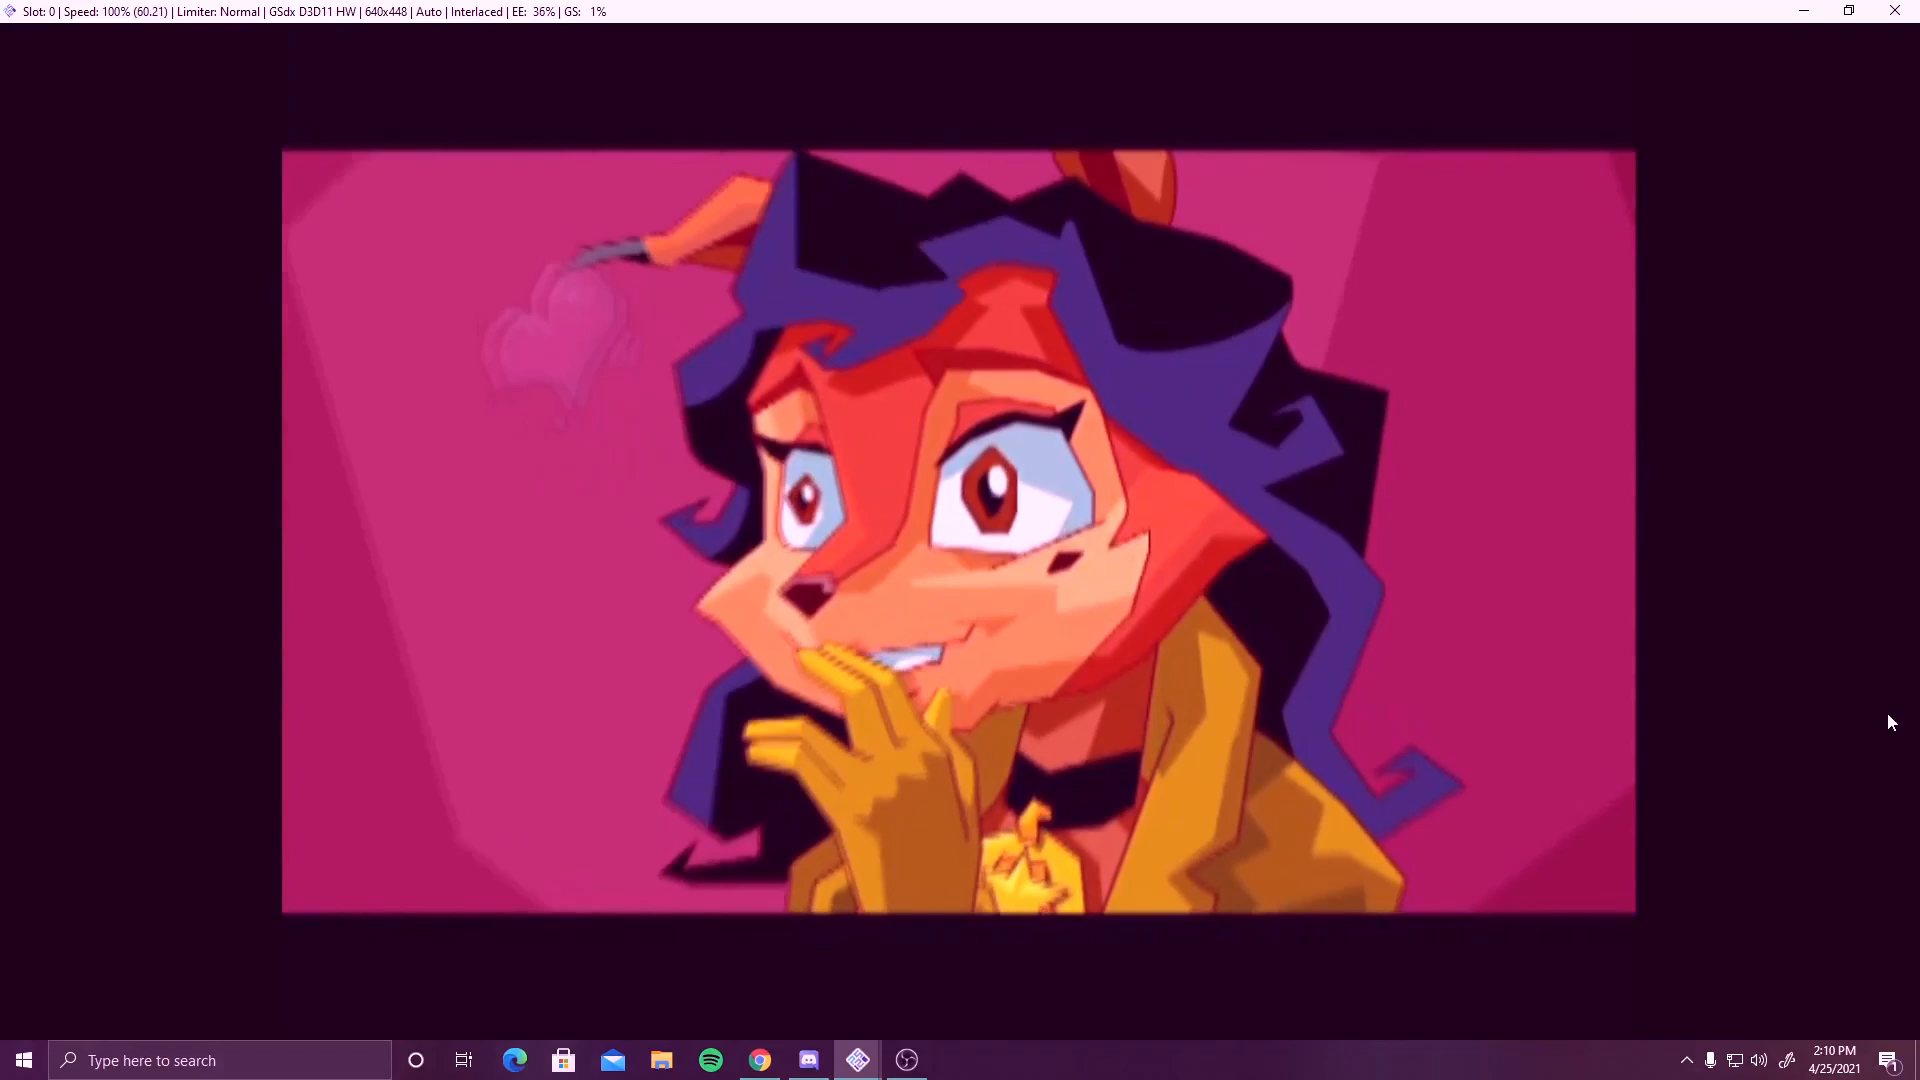 Slot: 0 | Speed: 100% (60.21) | Limiter: Normal | GSdx D3D11 HW | 640x448 | Auto | Interlaced | EE: 36% | GS: 1%
Type here to search
2:10 PM
4/25/2021
1